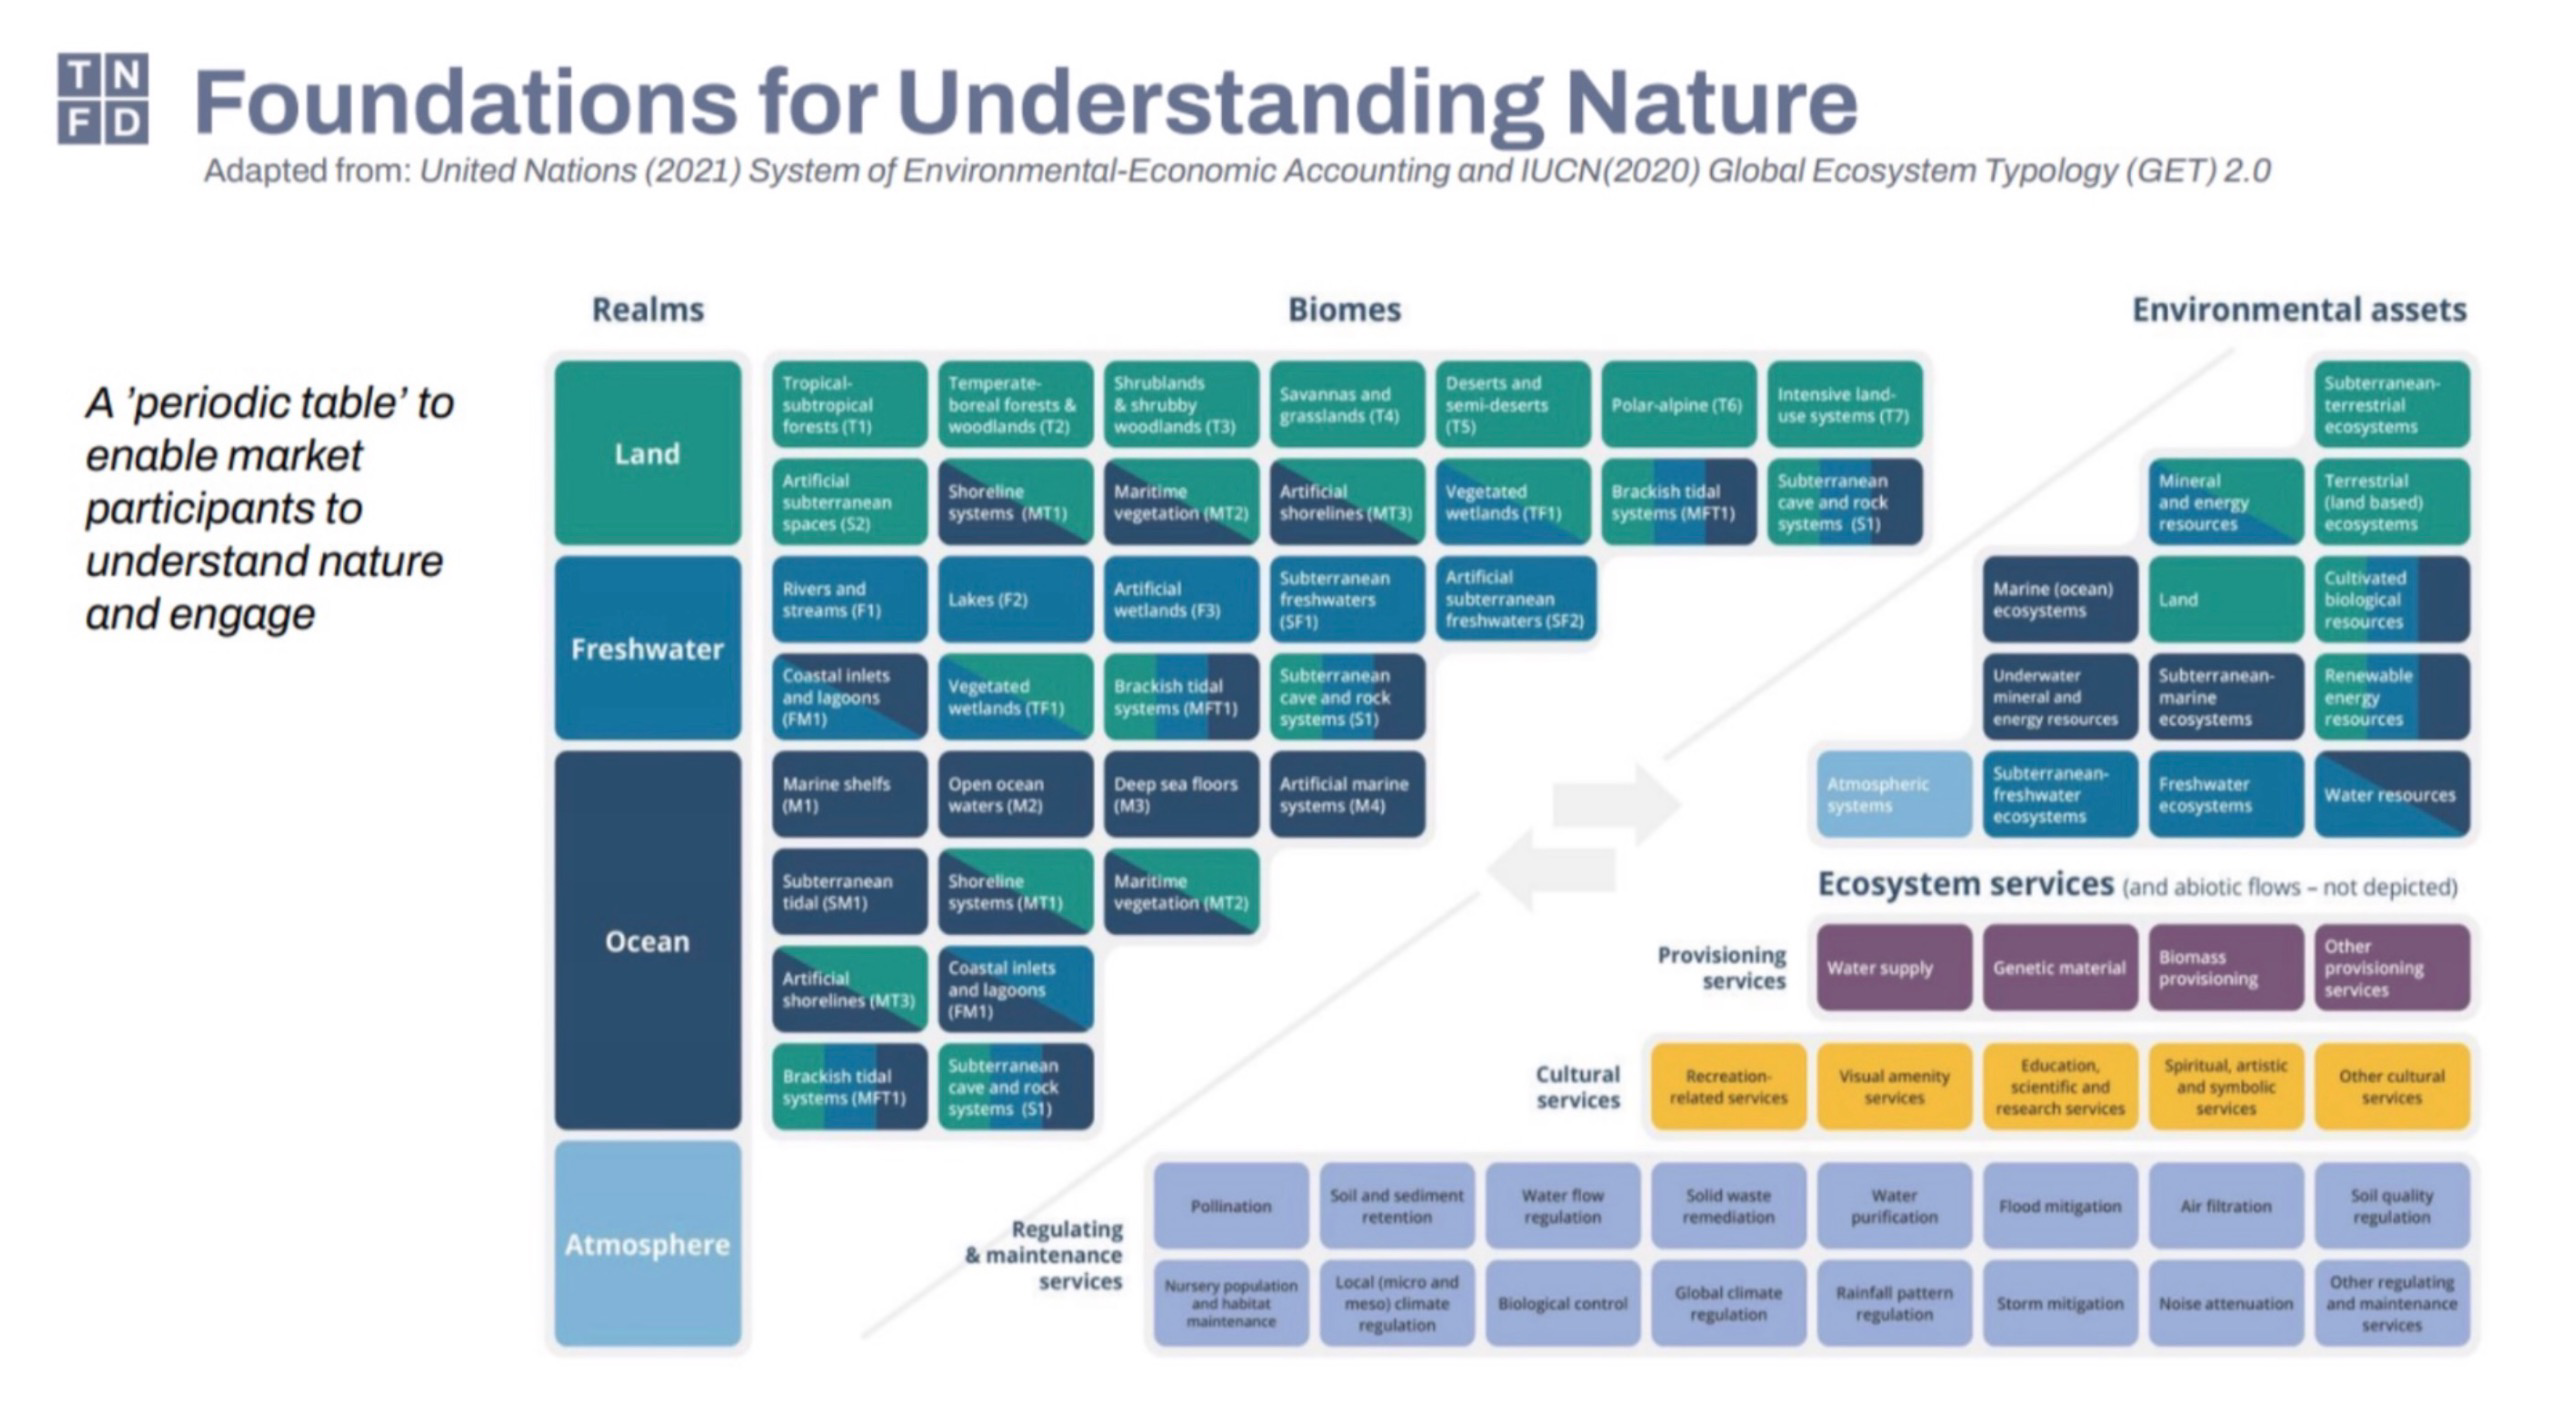 T N
F D
Foundations for Understanding Nature
Adapted from: United Nations (2021) System of Environmental-Economic Accounting and IUCN(2020) Global Ecosystem Typology (GET) 2.0
A ’periodic table’ to
enable market
participants to
understand nature
and engage
Realms
Biomes
Environmental assets
Land
Tropical-
subtropical
forests (T1)
Temperate-
boreal forests &
woodlands (T2)
Shrublands
& shrubby
woodlands (T3)
Savannas and
grasslands (T4)
Deserts and
semi-deserts
(T5)
Polar-alpine (T6)
Intensive land-
use systems (T7)
Artificial
subterranean
spaces (S2)
Shoreline
systems (MT1)
Maritime
vegetation (MT2)
Artificial
shorelines (MT3)
Vegetated
wetlands (TF1)
Brackish tidal
systems (MFT1)
Subterranean
cave and rock
systems (S1)
Freshwater
Rivers and
streams (F1)
Lakes (F2)
Artificial
wetlands (F3)
Subterranean
freshwaters
(SF1)
Artificial
subterranean
freshwaters (SF2)
Coastal inlets
and lagoons
(FM1)
Vegetated
wetlands (TF1)
Brackish tidal
systems (MFT1)
Subterranean
cave and rock
systems (S1)
Ocean
Marine shelfs
(M1)
Open ocean
waters (M2)
Deep sea floors
(M3)
Artificial marine
systems (M4)
Subterranean
tidal (SM1)
Shoreline
systems (MT1)
Maritime
vegetation (MT2)
Artificial
shorelines (MT3)
Coastal inlets
and lagoons
(FM1)
Brackish tidal
systems (MFT1)
Subterranean
cave and rock
systems (S1)
Atmosphere
Subterranean-
terrestrial
ecosystems
Mineral
and energy
resources
Terrestrial
(land based)
ecosystems
Marine (ocean)
ecosystems
Land
Cultivated
biological
resources
Underwater
mineral and
energy resources
Subterranean-
marine
ecosystems
Renewable
energy
resources
Atmospheric
systems
Subterranean-
freshwater
ecosystems
Freshwater
ecosystems
Water resources
Ecosystem services (and abiotic flows – not depicted)
Provisioning
services
Water supply
Genetic material
Biomass
provisioning
Other
provisioning
services
Cultural
services
Recreation-
related services
Visual amenity
services
Education,
scientific and
research services
Spiritual, artistic
and symbolic
services
Other cultural
services
Regulating
& maintenance
services
Pollination
Soil and sediment
retention
Water flow
regulation
Solid waste
remediation
Water
purification
Flood mitigation
Air filtration
Soil quality
regulation
Nursery population
and habitat
maintenance
Local (micro and
meso) climate
regulation
Biological control
Global climate
regulation
Rainfall pattern
regulation
Storm mitigation
Noise attenuation
Other regulating
and maintenance
services